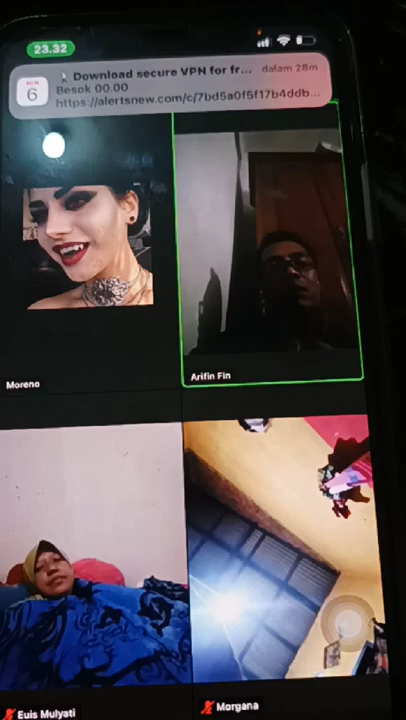 23.32
Download secure VPN for fr... dalam 28m
6
Besok 00.00
https://alertsnew.com/c/7bd5a0f5f17b4ddb...
Moreno
Arifin Fin
Euis Mulyati
Morgana